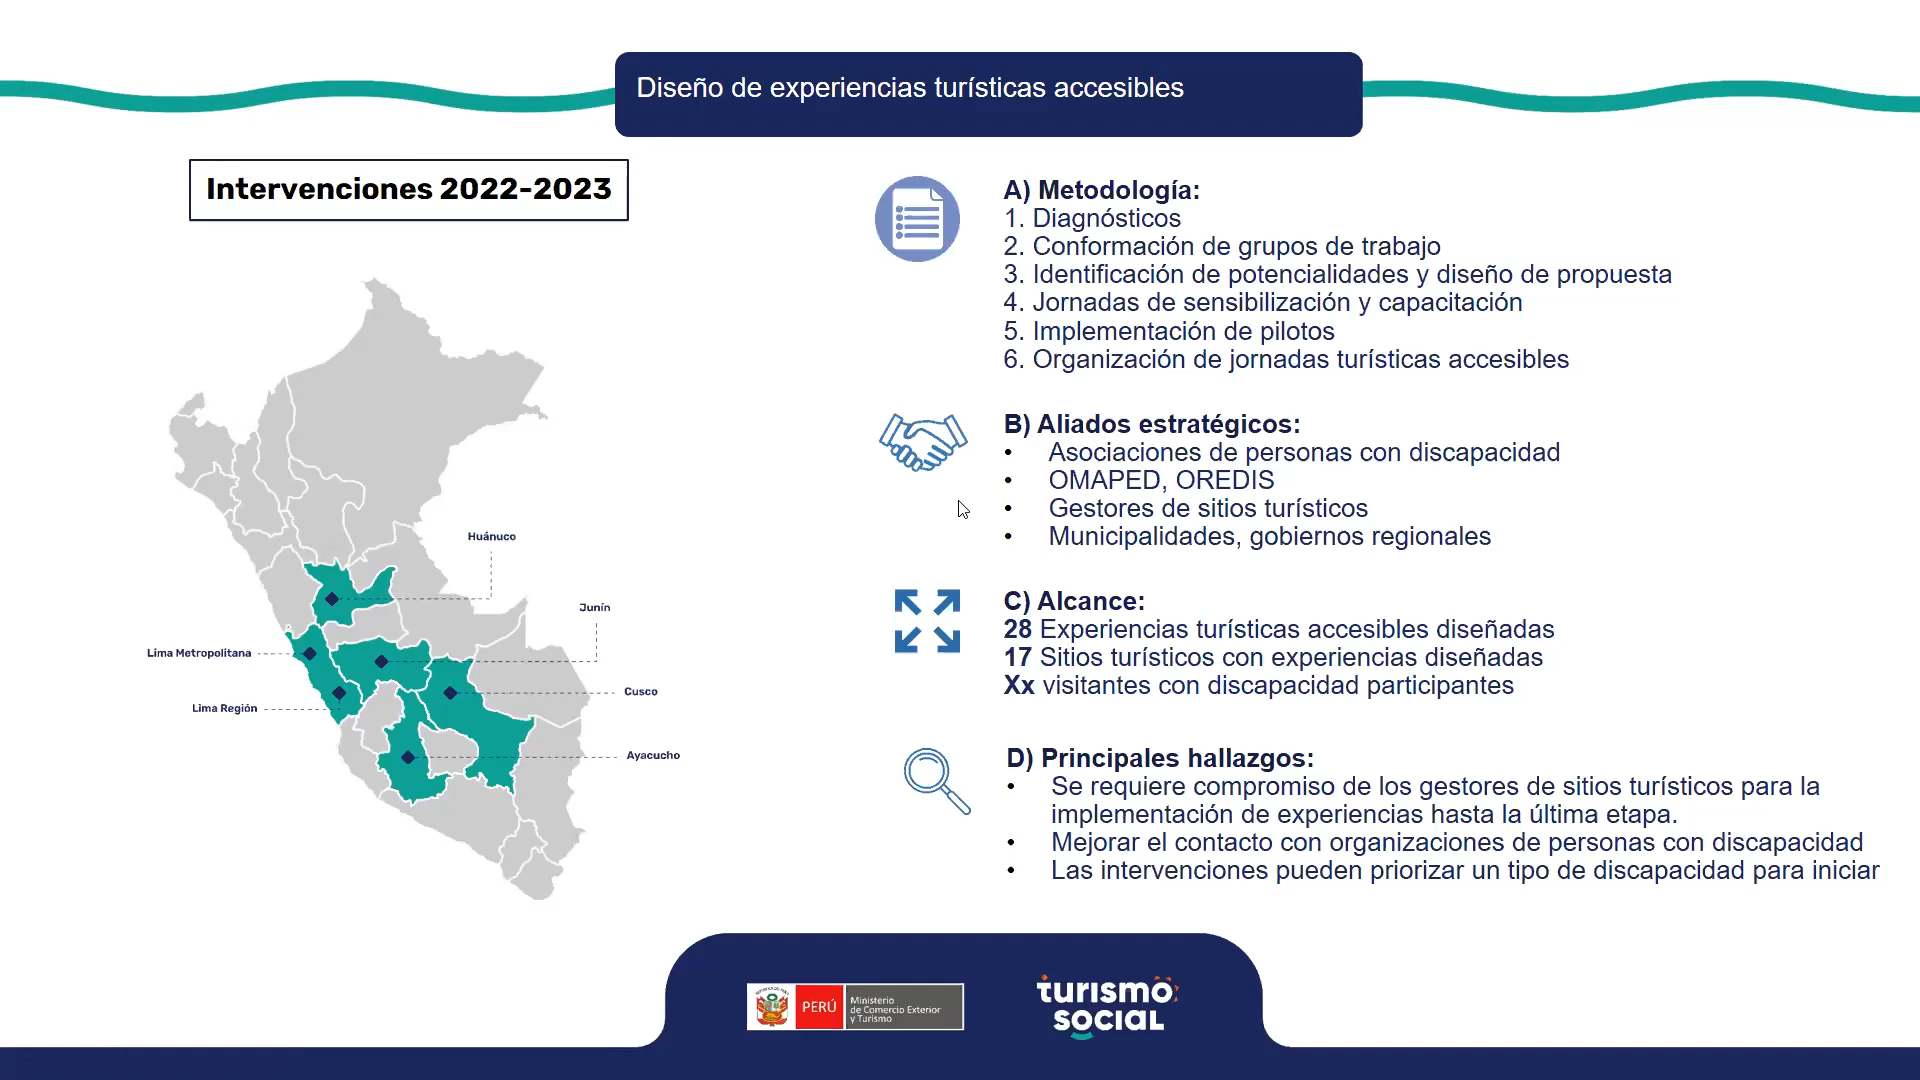 Diseño de experiencias turísticas accesibles
Intervenciones 2022-2023
Huánuco
Junín
Lima Metropolitana
Cusco
Lima Región
Ayacucho
A) Metodología:
1. Diagnósticos
2. Conformación de grupos de trabajo
3. Identificación de potencialidades y diseño de propuesta
4. Jornadas de sensibilización y capacitación
5. Implementación de pilotos
6. Organización de jornadas turísticas accesibles
B) Aliados estratégicos:
• Asociaciones de personas con discapacidad
• OMAPED, OREDIS
• Gestores de sitios turísticos
• Municipalidades, gobiernos regionales
C) Alcance:
28 Experiencias turísticas accesibles diseñadas
17 Sitios turísticos con experiencias diseñadas
Xx visitantes con discapacidad participantes
D) Principales hallazgos:
• Se requiere compromiso de los gestores de sitios turísticos para la
implementación de experiencias hasta la última etapa.
• Mejorar el contacto con organizaciones de personas con discapacidad
• Las intervenciones pueden priorizar un tipo de discapacidad para iniciar
PERÚ
Ministerio
de Comercio Exterior
y Turismo
turismo
social